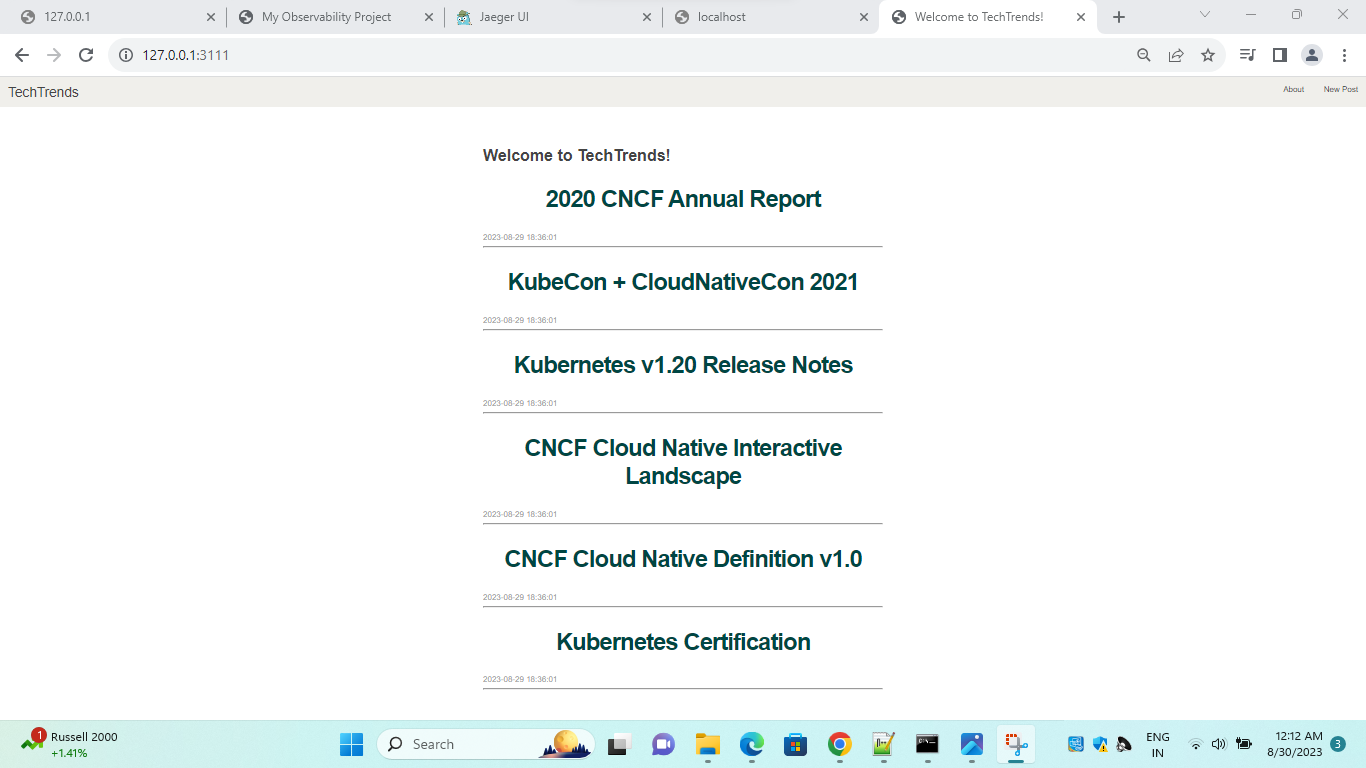 127.0.0.1
My Observability Project
Jaeger UI
localhost
Welcome to TechTrends!
127.0.0.1:3111
TechTrends
About
New Post
Welcome to TechTrends!
2020 CNCF Annual Report
2023-08-29 18:36:01
KubeCon + CloudNativeCon 2021
2023-08-29 18:36:01
Kubernetes v1.20 Release Notes
2023-08-29 18:36:01
CNCF Cloud Native Interactive
Landscape
2023-08-29 18:36:01
CNCF Cloud Native Definition v1.0
2023-08-29 18:36:01
Kubernetes Certification
2023-08-29 18:36:01
1
Russell 2000
+1.41%
Search
ENG
IN
12:12 AM
8/30/2023
3